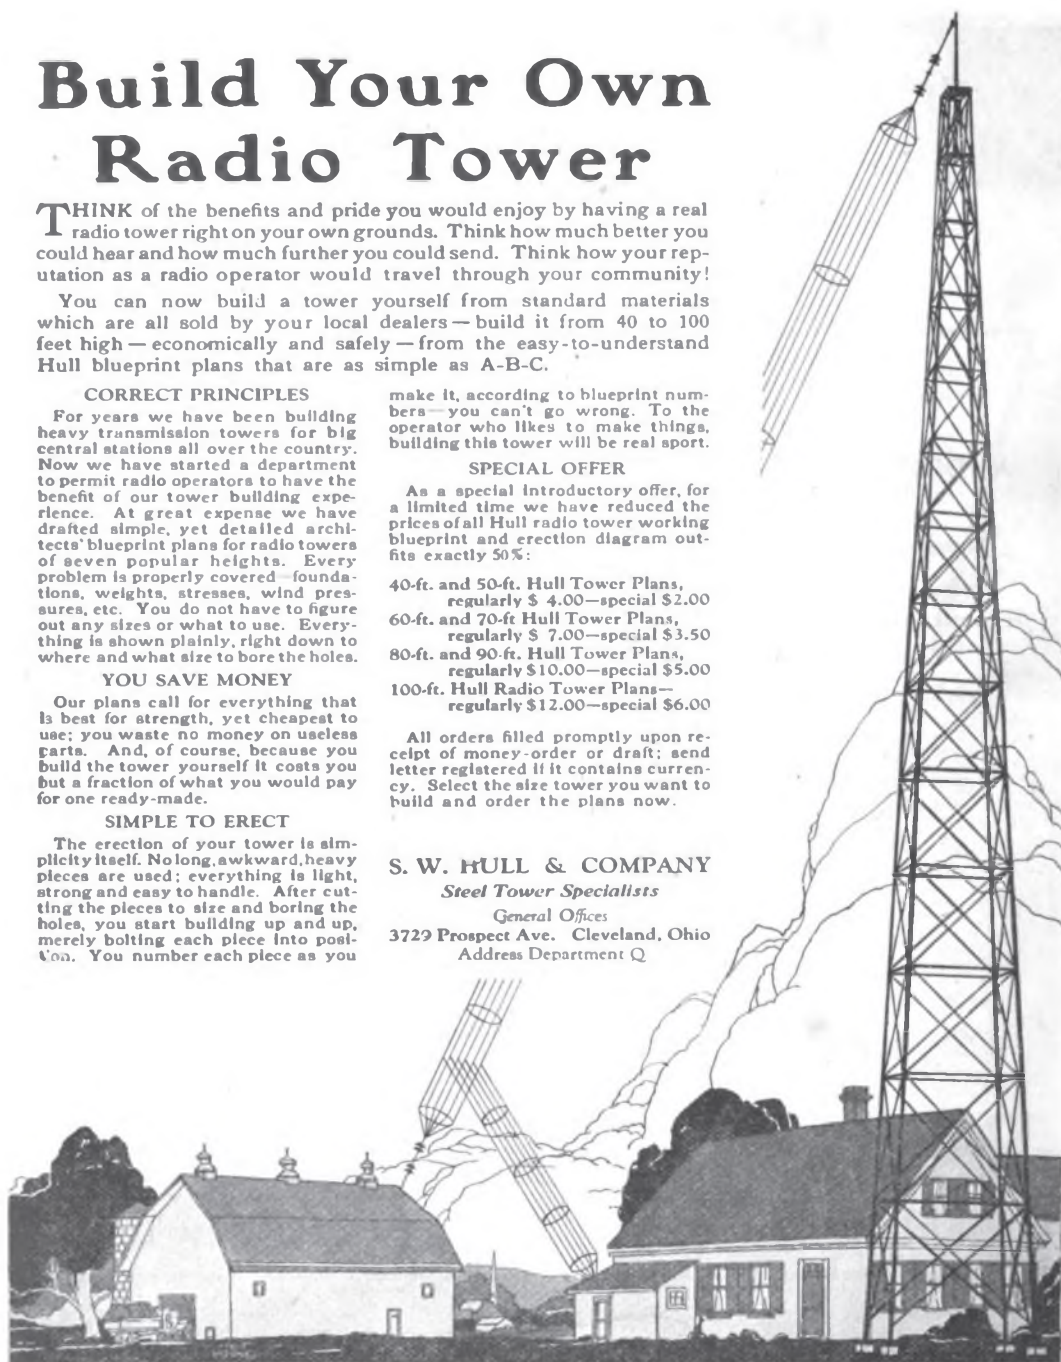 Build Your Own
Radio Tower
THINK of the benefits and pride you would enjoy by having a real
radio tower right on your own grounds. Think how much better you
could hear and how much further you could send. Think how your rep-
utation as a radio operator would travel through your community!
You can now build a tower yourself from standard materials
which are all sold by your local dealers — build it from 40 to 100
feet high — economically and safely — from the easy-to-understand
Hull blueprint plans that are as simple as A-B-C.
CORRECT PRINCIPLES
For years we have been building
heavy transmission towers for big
central stations all over the country.
Now we have started a department
to permit radio operators to have the
benefit of our tower building expe-
rience. At great expense we have
drafted simple, yet detailed archi-
tects' blueprint plans for radio towers
of seven popular heights. Every
problem is properly covered—founda-
tions, weights, stresses, wind pres-
sures, etc. You do not have to figure
out any sizes or what to use. Every-
thing is shown plainly, right down to
where and what size to bore the holes.
YOU SAVE MONEY
Our plans call for everything that
is best for strength, yet cheapest to
use; you waste no money on useless
parts. And, of course, because you
build the tower yourself it costs you
but a fraction of what you would pay
for one ready-made.
SIMPLE TO ERECT
The erection of your tower is sim-
plicity itself. No long, awkward, heavy
pieces are used; everything is light,
strong and easy to handle. After cut-
ting the pieces to size and boring the
holes, you start building up and up,
merely bolting each piece into posi-
tion. You number each piece as you
make it, according to blueprint num-
bers—you can't go wrong. To the
operator who likes to make things,
building this tower will be real sport.
SPECIAL OFFER
As a special introductory offer, for
a limited time we have reduced the
prices of all Hull radio tower working
blueprint and erection diagram out-
fits exactly 50%:
40-ft. and 50-ft. Hull Tower Plans,
regularly $ 4.00—special $2.00
60-ft. and 70-ft Hull Tower Plans,
regularly $ 7.00—special $3.50
80-ft. and 90-ft. Hull Tower Plans,
regularly $10.00—special $5.00
100-ft. Hull Radio Tower Plans—
regularly $12.00—special $6.00
All orders filled promptly upon re-
ceipt of money-order or draft; send
letter registered if it contains curren-
cy. Select the size tower you want to
build and order the plans now.
S. W. HULL & COMPANY
Steel Tower Specialists
General Offices
3729 Prospect Ave. Cleveland, Ohio
Address Department Q